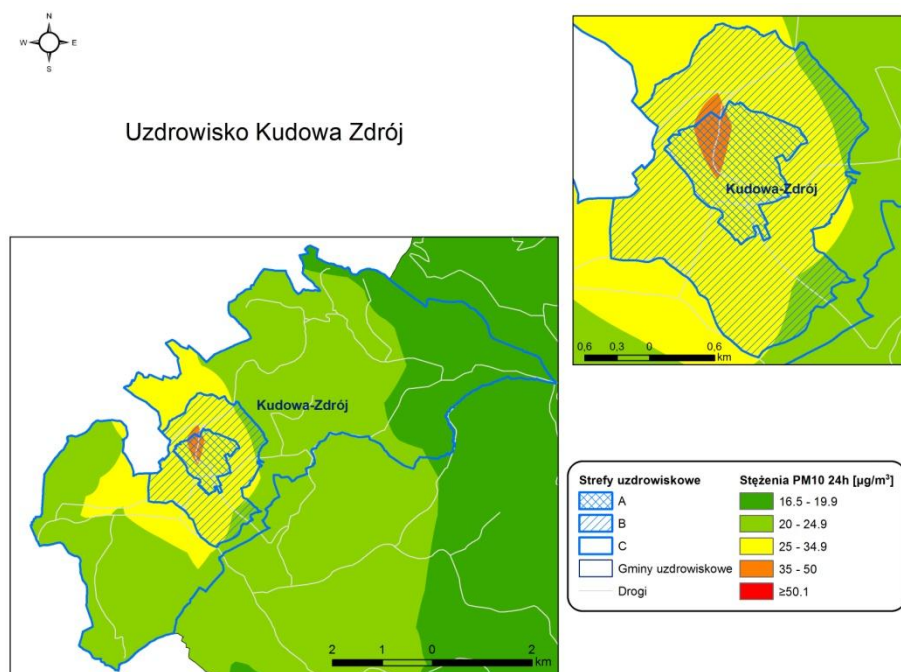 N
W E
S
Uzdrowisko Kudowa Zdrój
Kudowa-Zdrój
0,6 0,3 0 0,6
km
Kudowa-Zdrój
2 1 0 2
km
Strefy uzdrowiskowe
A
B
C
Gminy uzdrowiskowe
Drogi
Stężenia PM10 24h [µg/m³]
16.5 - 19.9
20 - 24.9
25 - 34.9
35 - 50
≥50.1